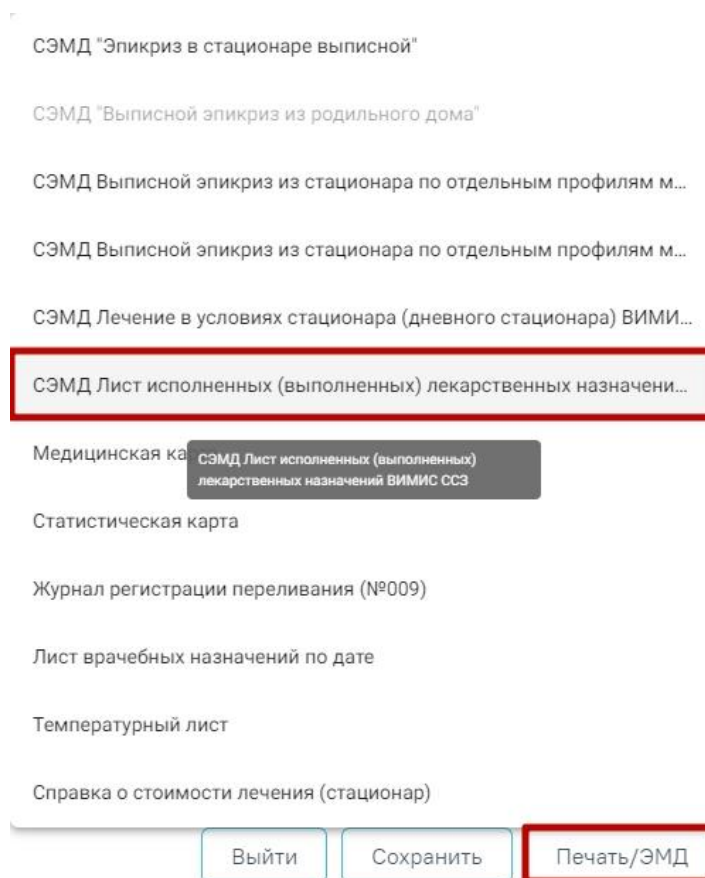 СЭМД "Эпикриз в стационаре выписной"
СЭМД "Выписной эпикриз из родильного дома"
СЭМД Выписной эпикриз из стационара по отдельным профилям м...
СЭМД Выписной эпикриз из стационара по отдельным профилям м...
СЭМД Лечение в условиях стационара (дневного стационара) ВИМИ...
СЭМД Лист исполненных (выполненных) лекарственных назначени...
Медицинская
СЭМД Лист исполненных (выполненных)
лекарственных назначений ВИМИС ССЗ
Статистическая карта
Журнал регистрации переливания (№009)
Лист врачебных назначений по дате
Температурный лист
Справка о стоимости лечения (стационар)
Выйти Сохранить Печать/ЭМД